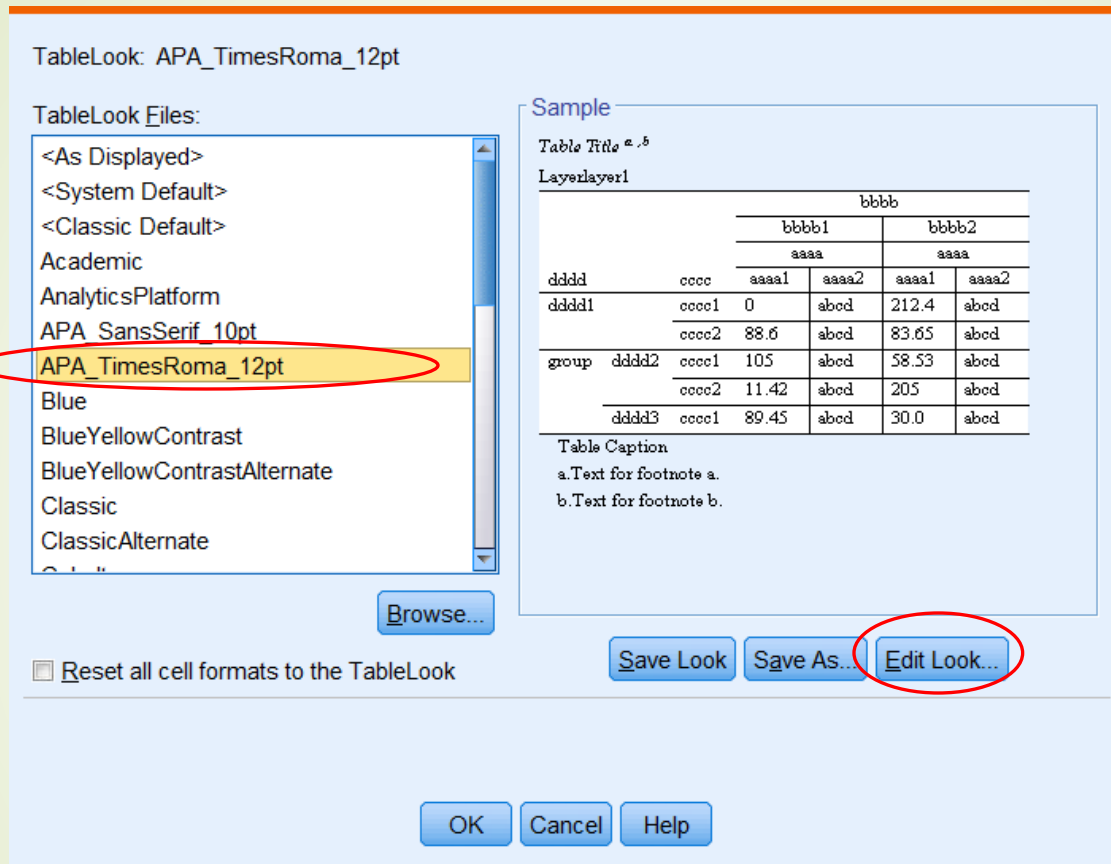 TableLook: APA_TimesRoma_12pt
TableLook Files:
<As Displayed>
<System Default>
<Classic Default>
Academic
AnalyticsPlatform
APA_SansSerif_10pt
APA_TimesRoma_12pt
Blue
BlueYellowContrast
BlueYellowContrastAlternate
Classic
ClassicAlternate
Browse...
Reset all cell formats to the TableLook
Sample
Table Title a ,b
Layerlayer1
bbbb
bbbb1 bbbb2
aaaa aaaa
dddd cccc aaaa1 aaaa2 aaaa1 aaaa2
dddd1 cccc1 0 abcd 212.4 abcd
cccc2 88.6 abcd 83.65 abcd
group dddd2 cccc1 105 abcd 58.53 abcd
cccc2 11.42 abcd 205 abcd
dddd3 cccc1 89.45 abcd 30.0 abcd
Table Caption
a.Text for footnote a.
b.Text for footnote b.
Save Look Save As... Edit Look...
OK Cancel Help